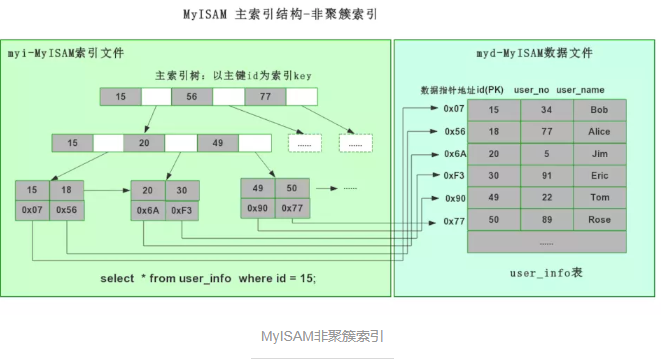 MyISAM 主索引结构-非聚簇索引
myi-MyISAM索引文件
主索引树：以主键id为索引key
15 56 77
15 20 49
...... ......
15 18
0x07 0x56
20 30
0x6A 0xF3
49 50
0x90 0x77
......
select * from user_info where id = 15;
myd-MyISAM数据文件
数据指针地址 id(PK) user_no user_name
0x07 15 34 Bob
0x56 18 77 Alice
0x6A 20 5 Jim
0xF3 30 91 Eric
0x90 49 22 Tom
0x77 50 89 Rose
......
user_info表
MyISAM非聚簇索引